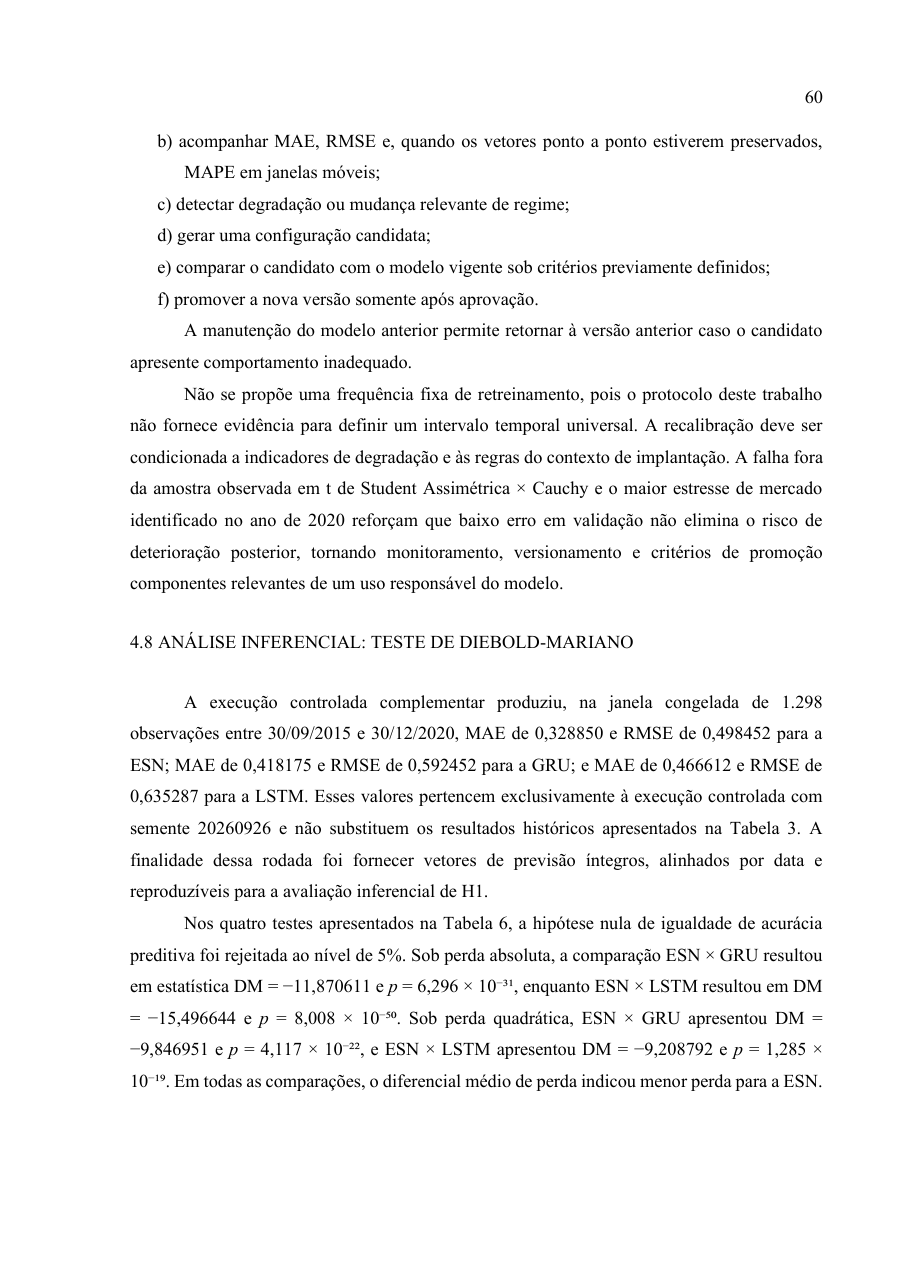 60
b) acompanhar MAE, RMSE e, quando os vetores ponto a ponto estiverem preservados,
MAPE em janelas móveis;
c) detectar degradação ou mudança relevante de regime;
d) gerar uma configuração candidata;
e) comparar o candidato com o modelo vigente sob critérios previamente definidos;
f) promover a nova versão somente após aprovação.
A manutenção do modelo anterior permite retornar à versão anterior caso o candidato
apresente comportamento inadequado.
Não se propõe uma frequência fixa de retreinamento, pois o protocolo deste trabalho
não fornece evidência para definir um intervalo temporal universal. A recalibração deve ser
condicionada a indicadores de degradação e às regras do contexto de implantação. A falha fora
da amostra observada em t de Student Assimétrica × Cauchy e o maior estresse de mercado
identificado no ano de 2020 reforçam que baixo erro em validação não elimina o risco de
deterioração posterior, tornando monitoramento, versionamento e critérios de promoção
componentes relevantes de um uso responsável do modelo.
4.8 ANÁLISE INFERENCIAL: TESTE DE DIEBOLD-MARIANO
A execução controlada complementar produziu, na janela congelada de 1.298
observações entre 30/09/2015 e 30/12/2020, MAE de 0,328850 e RMSE de 0,498452 para a
ESN; MAE de 0,418175 e RMSE de 0,592452 para a GRU; e MAE de 0,466612 e RMSE de
0,635287 para a LSTM. Esses valores pertencem exclusivamente à execução controlada com
semente 20260926 e não substituem os resultados históricos apresentados na Tabela 3. A
finalidade dessa rodada foi fornecer vetores de previsão íntegros, alinhados por data e
reproduzíveis para a avaliação inferencial de H1.
Nos quatro testes apresentados na Tabela 6, a hipótese nula de igualdade de acurácia
preditiva foi rejeitada ao nível de 5%. Sob perda absoluta, a comparação ESN × GRU resultou
em estatística DM = −11,870611 e p = 6,296 × 10⁻³¹, enquanto ESN × LSTM resultou em DM
= −15,496644 e p = 8,008 × 10⁻⁵⁰. Sob perda quadrática, ESN × GRU apresentou DM =
−9,846951 e p = 4,117 × 10⁻²², e ESN × LSTM apresentou DM = −9,208792 e p = 1,285 ×
10⁻¹⁹. Em todas as comparações, o diferencial médio de perda indicou menor perda para a ESN.